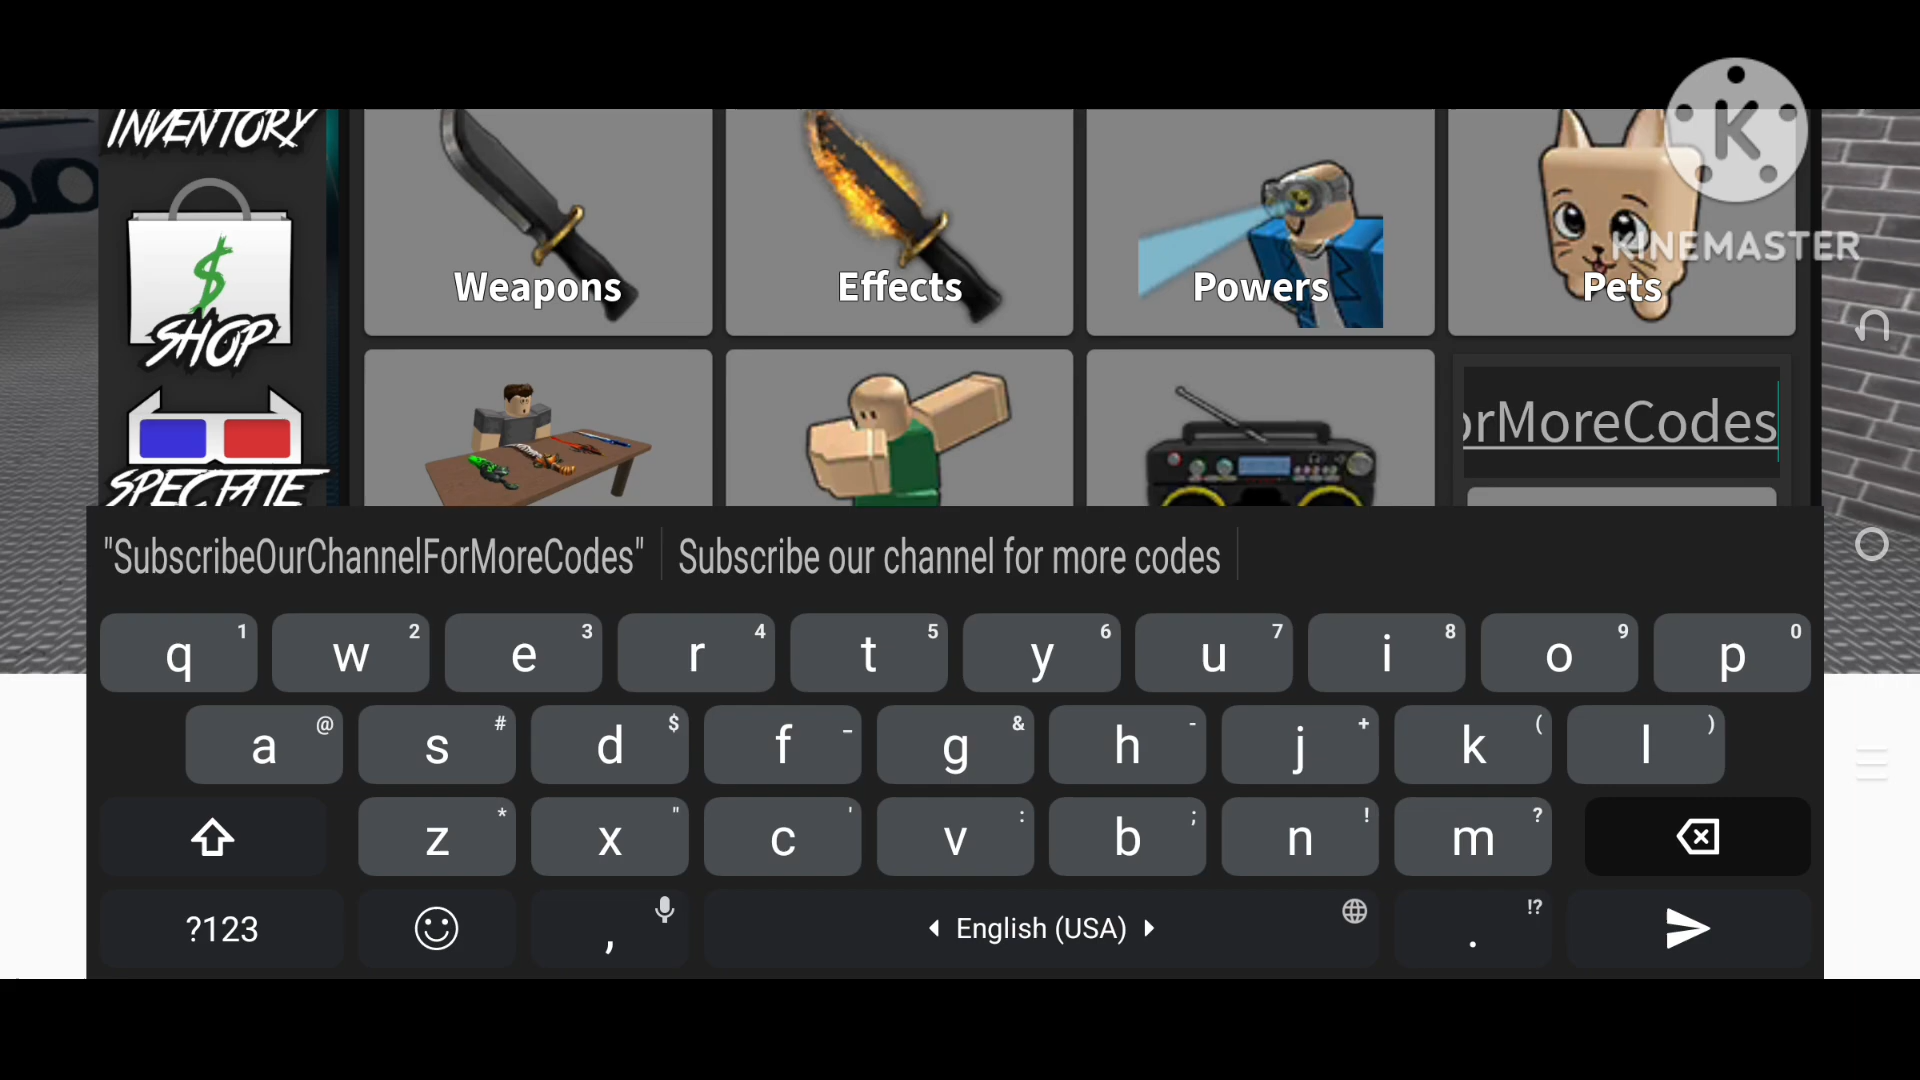 INVENTORY
$
SHOP
SPECTATE
Weapons
Effects
Powers
Pets
K
KINEMASTER
orMoreCodes
"SubscribeOurChannelForMoreCodes" Subscribe our channel for more codes
q 1 w 2 e 3 r 4 t 5 y 6 u 7 i 8 o 9 p 0
a @ s # d $ f _ g & h - j + k ( l )
z * x " c ' v : b ; n ! m ?
?123 , English (USA) . !?